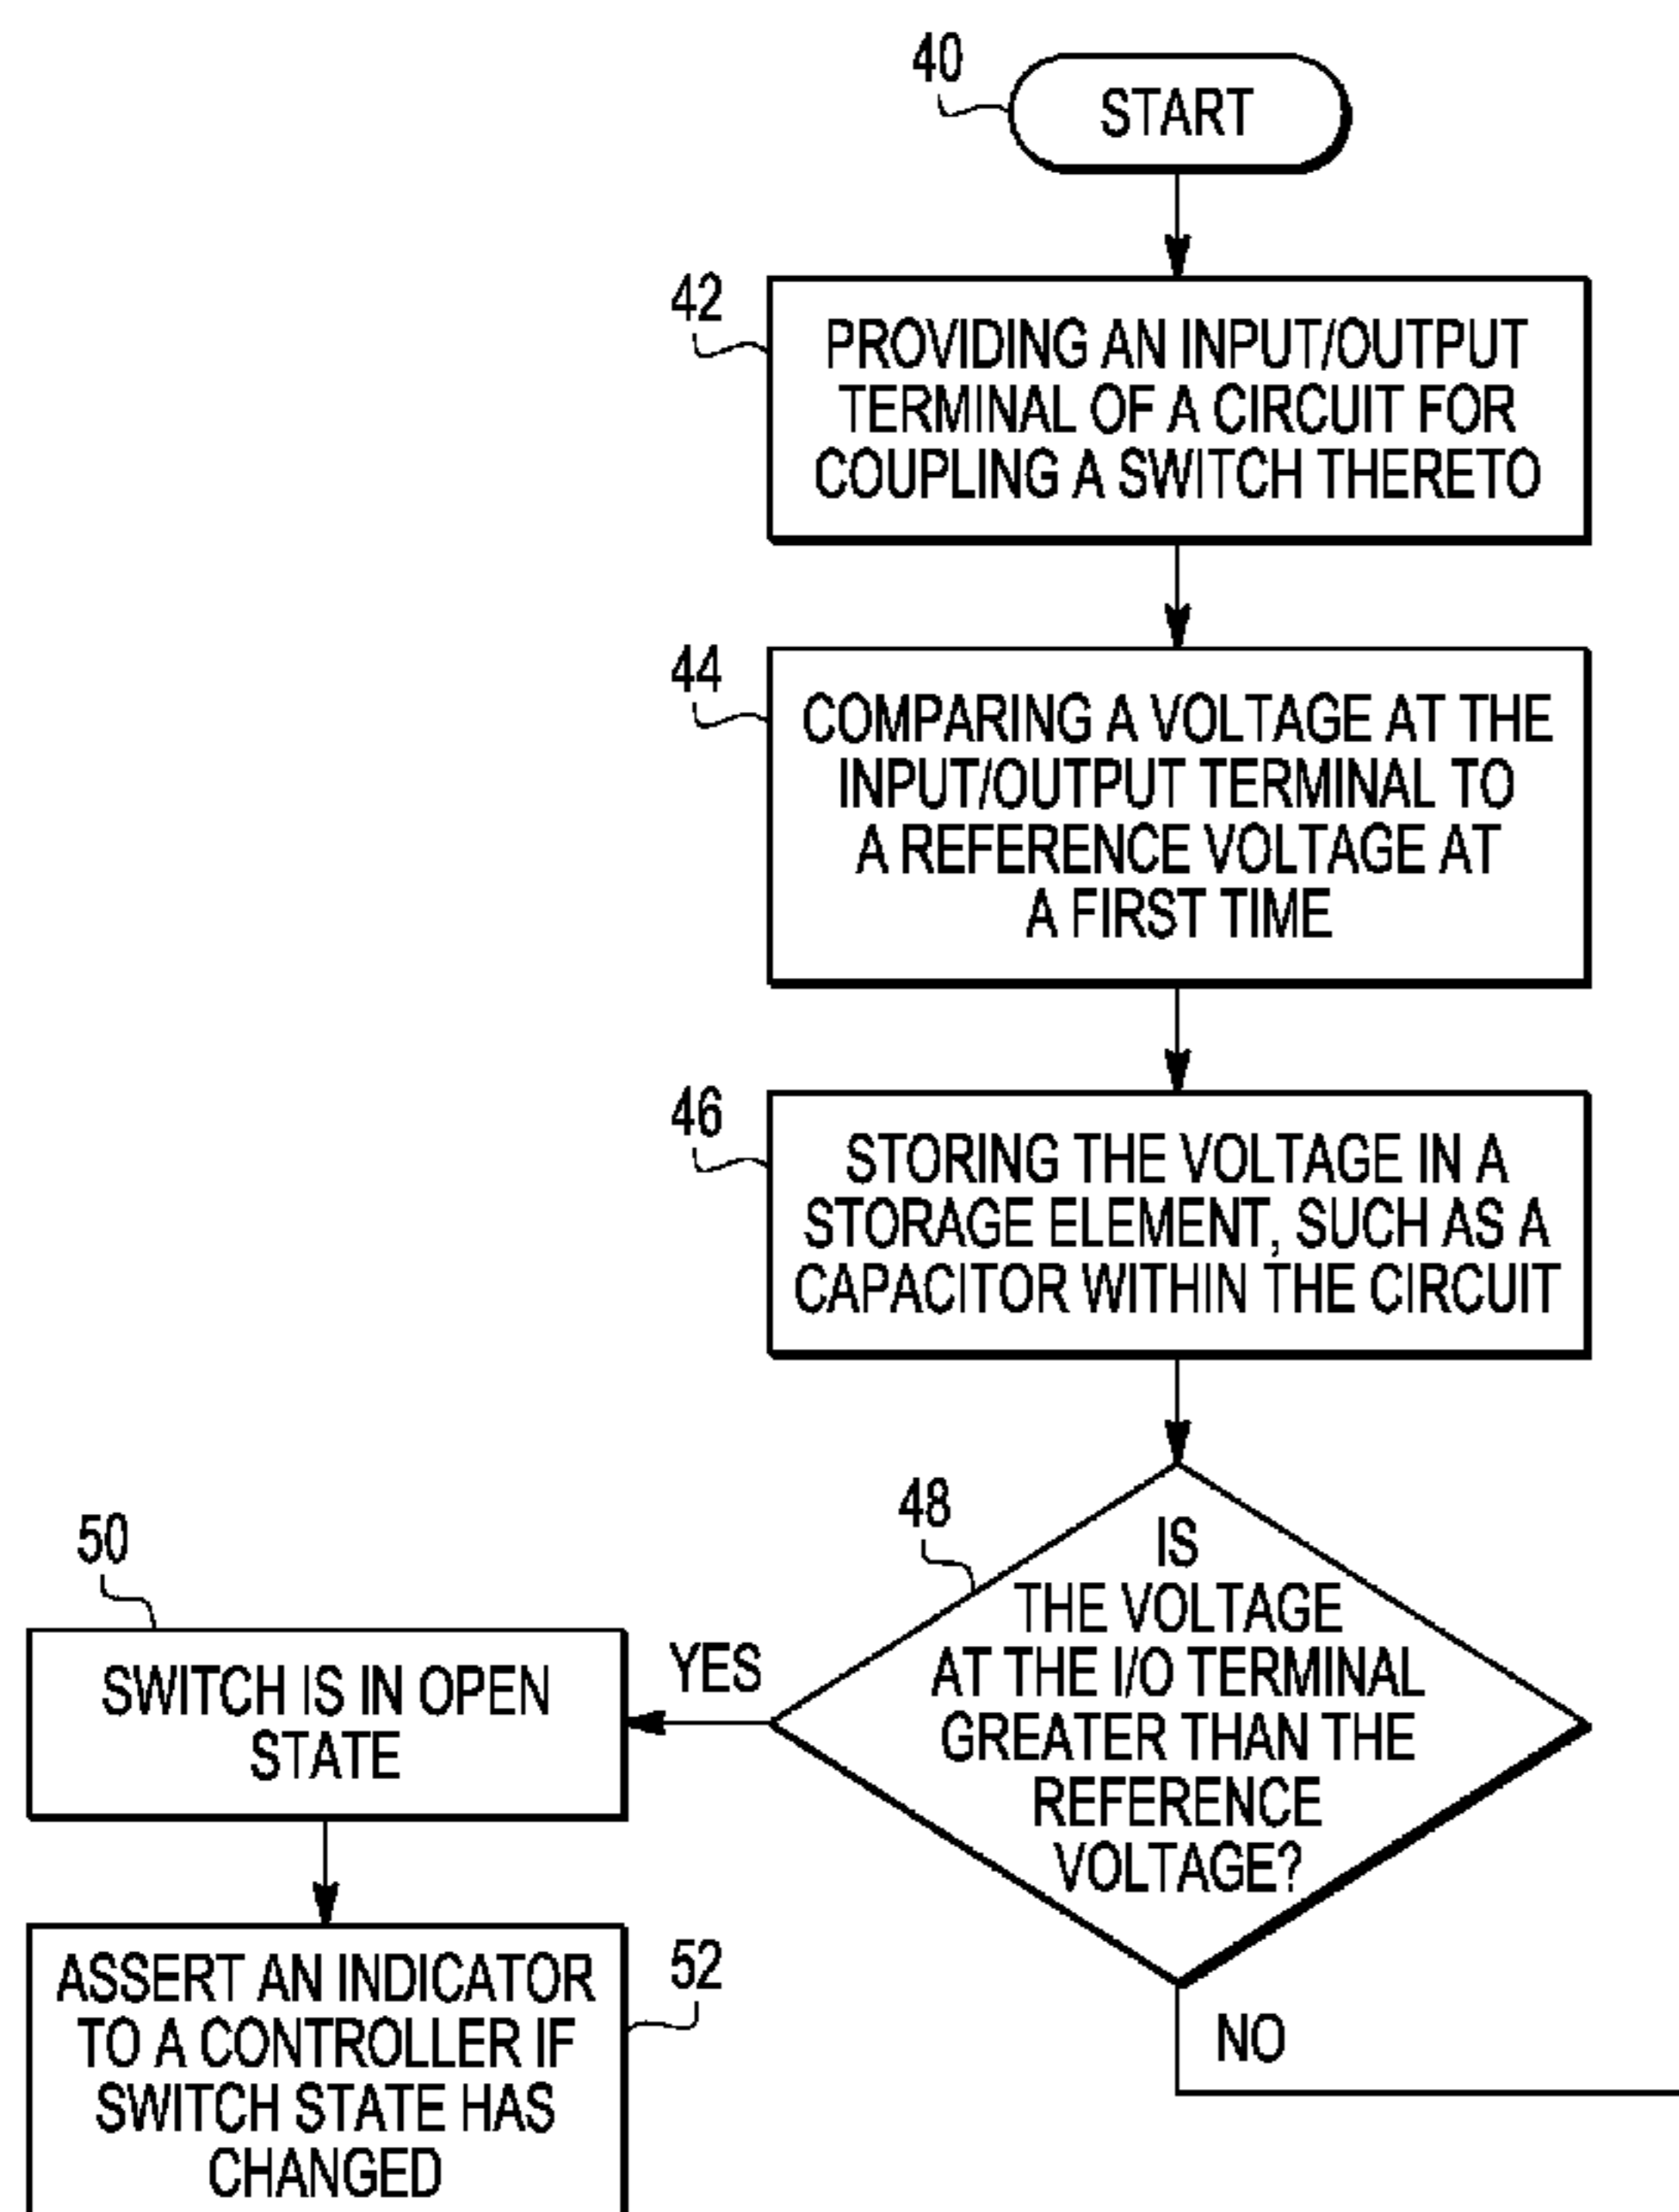 40
START
42
PROVIDING AN INPUT/OUTPUT
TERMINAL OF A CIRCUIT FOR
COUPLING A SWITCH THERETO
44
COMPARING A VOLTAGE AT THE
INPUT/OUTPUT TERMINAL TO
A REFERENCE VOLTAGE AT
A FIRST TIME
46
STORING THE VOLTAGE IN A
STORAGE ELEMENT, SUCH AS A
CAPACITOR WITHIN THE CIRCUIT
48
IS
THE VOLTAGE
AT THE I/O TERMINAL
GREATER THAN THE
REFERENCE
VOLTAGE?
YES
50
SWITCH IS IN OPEN
STATE
52
ASSERT AN INDICATOR
TO A CONTROLLER IF
SWITCH STATE HAS
CHANGED
NO